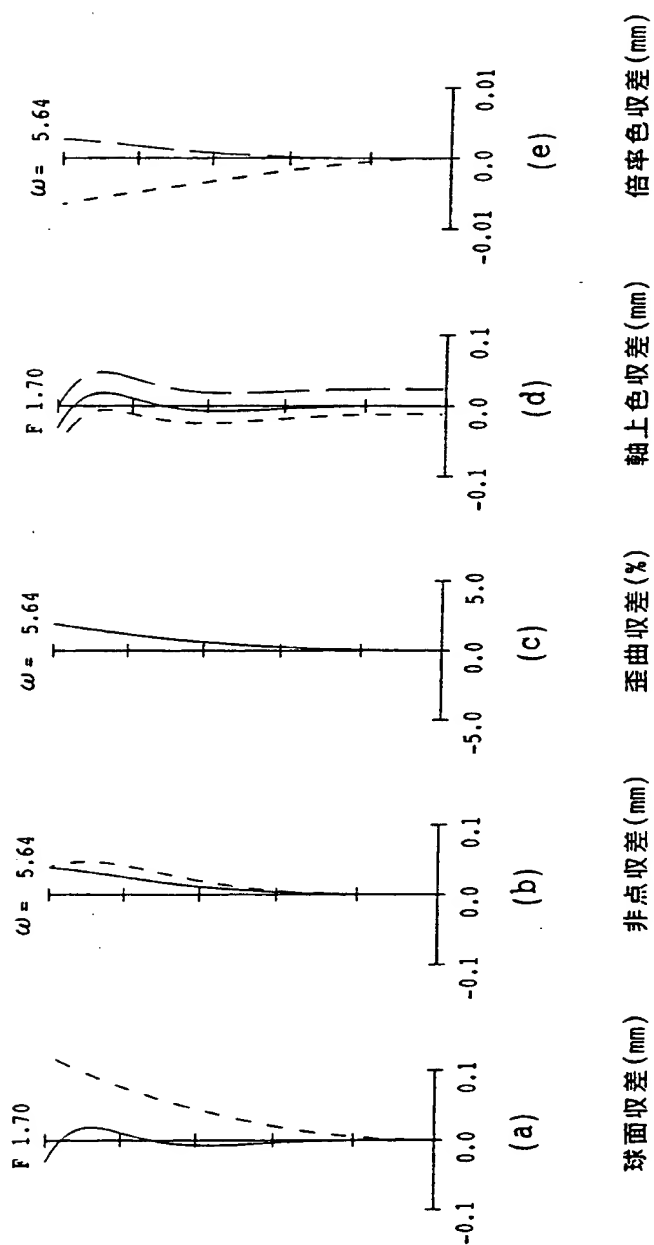 F 1.70
-0.1 0.0 0.1
(a)
球面収差(mm)
ω= 5.64
-0.1 0.0 0.1
(b)
非点収差(mm)
ω= 5.64
-5.0 0.0 5.0
(c)
歪曲収差(%)
F 1.70
-0.1 0.0 0.1
(d)
軸上色収差(mm)
ω= 5.64
-0.01 0.0 0.01
(e)
倍率色収差(mm)